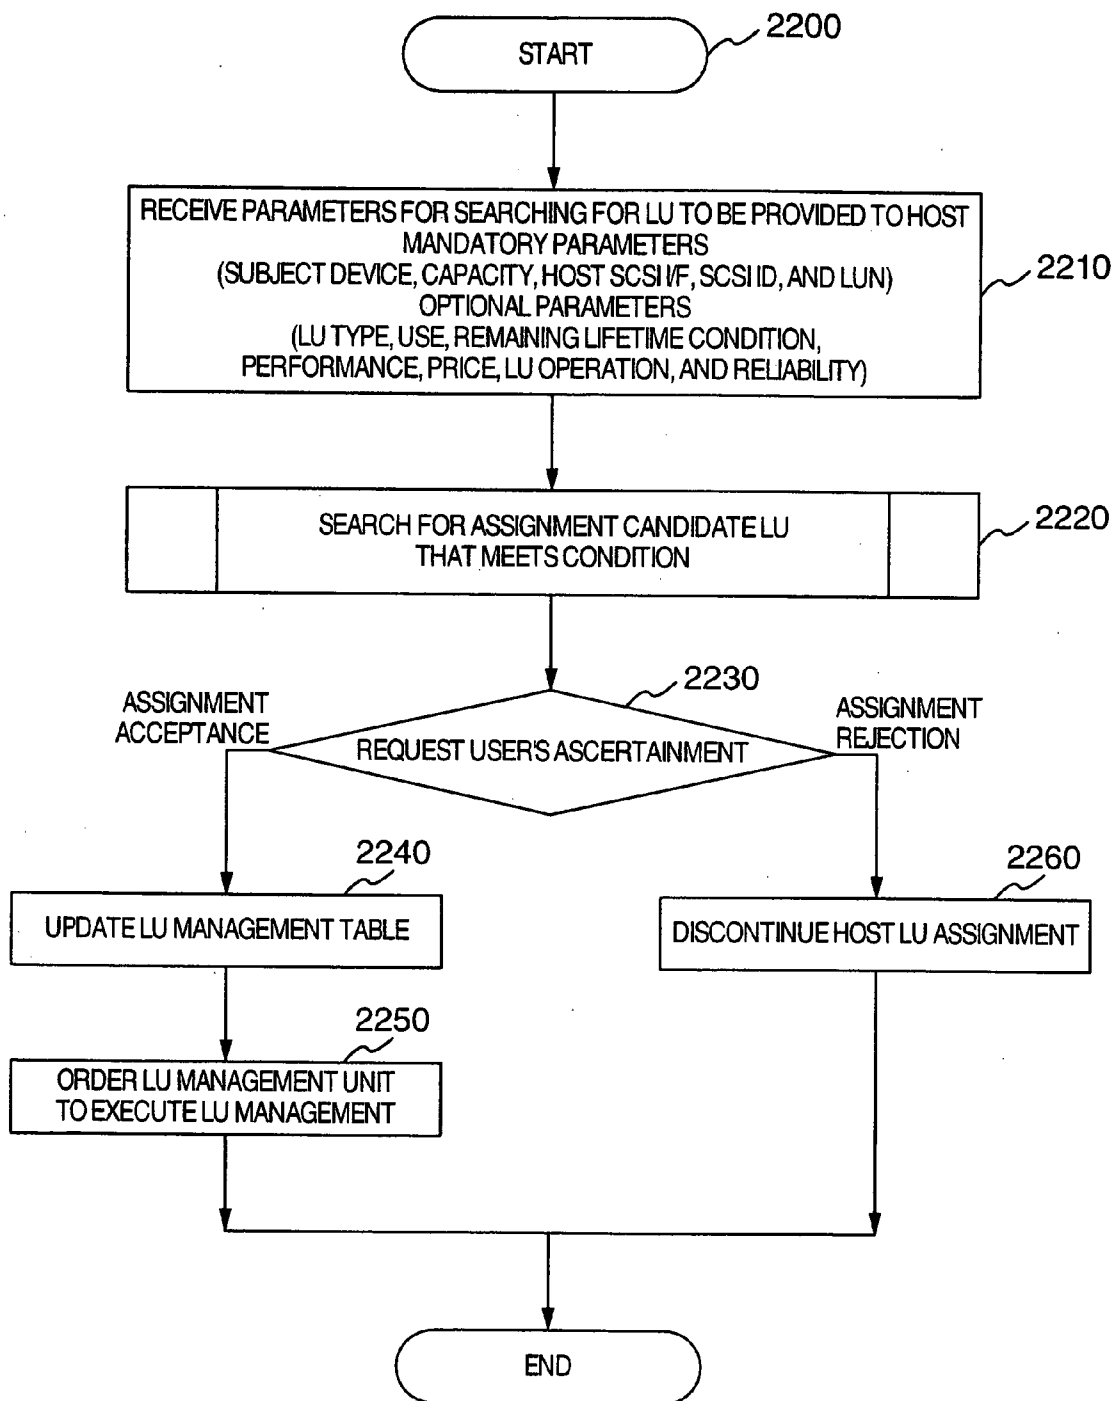 2200
START
RECEIVE PARAMETERS FOR SEARCHING FOR LU TO BE PROVIDED TO HOST
MANDATORY PARAMETERS
(SUBJECT DEVICE, CAPACITY, HOST SCSI I/F, SCSI ID, AND LUN)
OPTIONAL PARAMETERS
(LU TYPE, USE, REMAINING LIFETIME CONDITION,
PERFORMANCE, PRICE, LU OPERATION, AND RELIABILITY)
2210
SEARCH FOR ASSIGNMENT CANDIDATE LU
THAT MEETS CONDITION
2220
2230
REQUEST USER'S ASCERTAINMENT
ASSIGNMENT
ACCEPTANCE
ASSIGNMENT
REJECTION
2240
UPDATE LU MANAGEMENT TABLE
2260
DISCONTINUE HOST LU ASSIGNMENT
2250
ORDER LU MANAGEMENT UNIT
TO EXECUTE LU MANAGEMENT
END